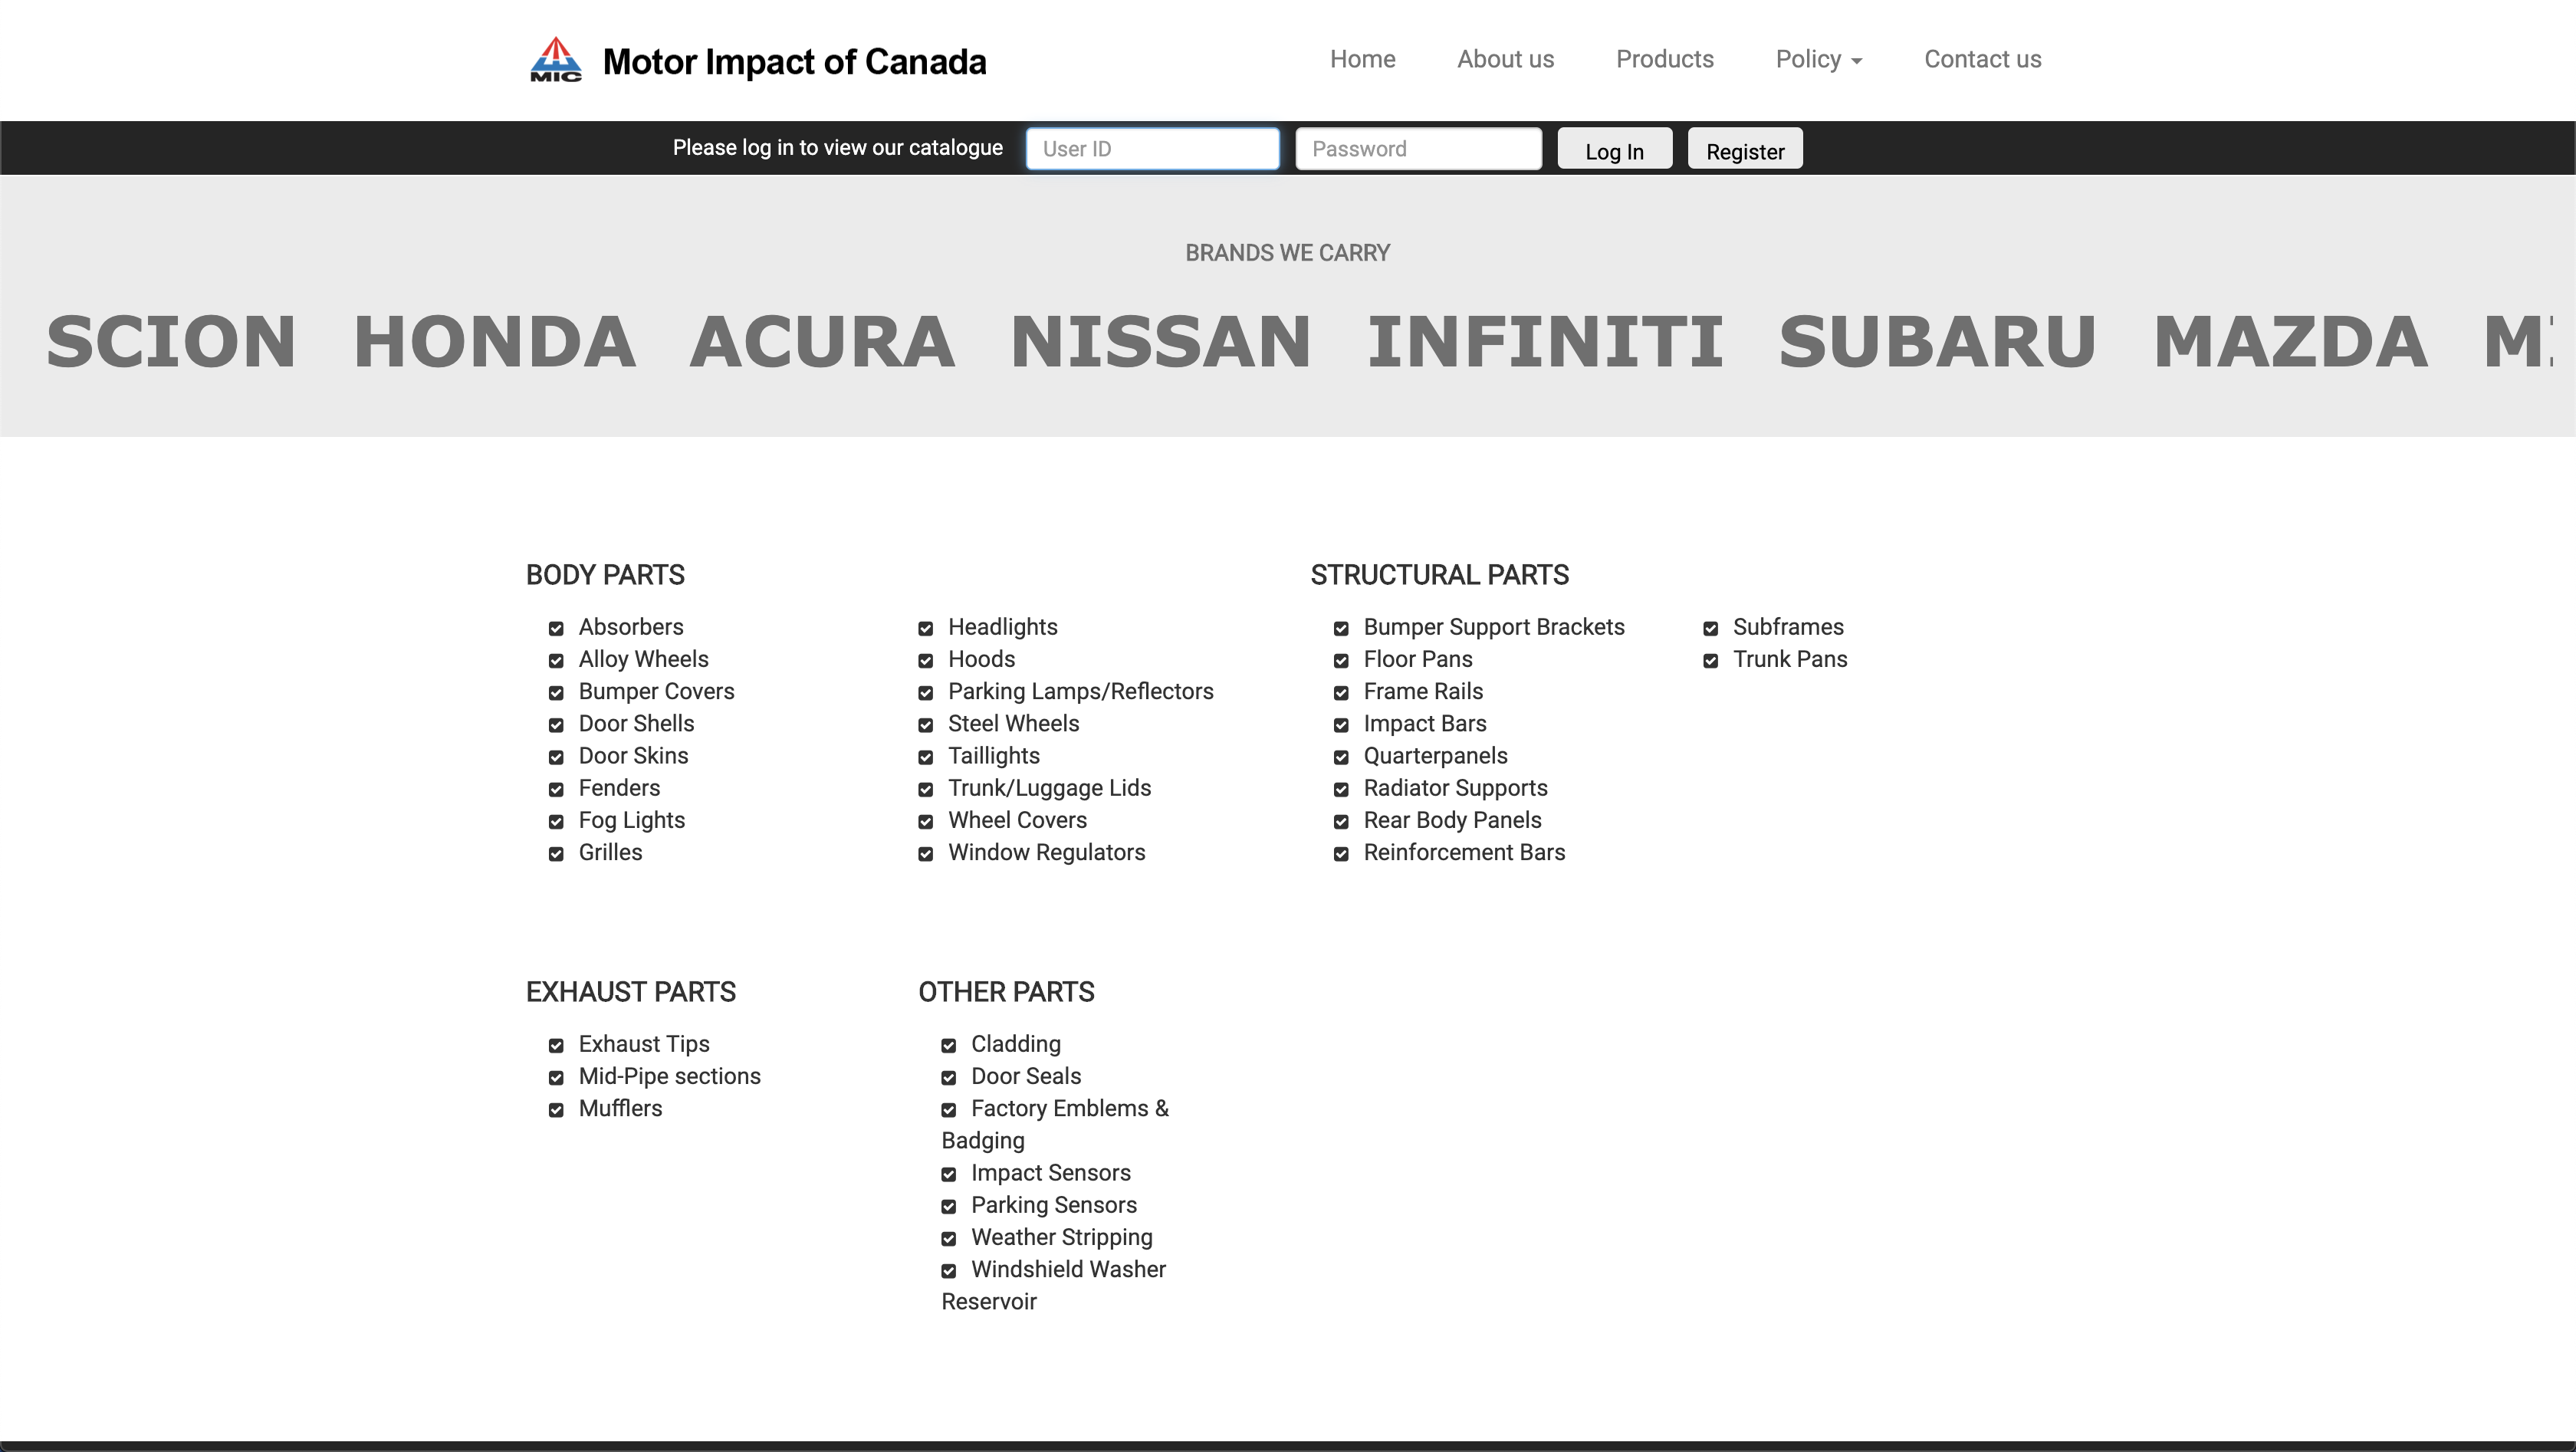 MIC
Motor Impact of Canada
Home
About us
Products
Policy
Contact us
Please log in to view our catalogue
User ID
Password
Log In
Register
BRANDS WE CARRY
SCION HONDA ACURA NISSAN INFINITI SUBARU MAZDA
BODY PARTS
Absorbers
Alloy Wheels
Bumper Covers
Door Shells
Door Skins
Fenders
Fog Lights
Grilles
Headlights
Hoods
Parking Lamps/Reflectors
Steel Wheels
Taillights
Trunk/Luggage Lids
Wheel Covers
Window Regulators
STRUCTURAL PARTS
Bumper Support Brackets
Floor Pans
Frame Rails
Impact Bars
Quarterpanels
Radiator Supports
Rear Body Panels
Reinforcement Bars
Subframes
Trunk Pans
EXHAUST PARTS
Exhaust Tips
Mid-Pipe sections
Mufflers
OTHER PARTS
Cladding
Door Seals
Factory Emblems &
Badging
Impact Sensors
Parking Sensors
Weather Stripping
Windshield Washer
Reservoir